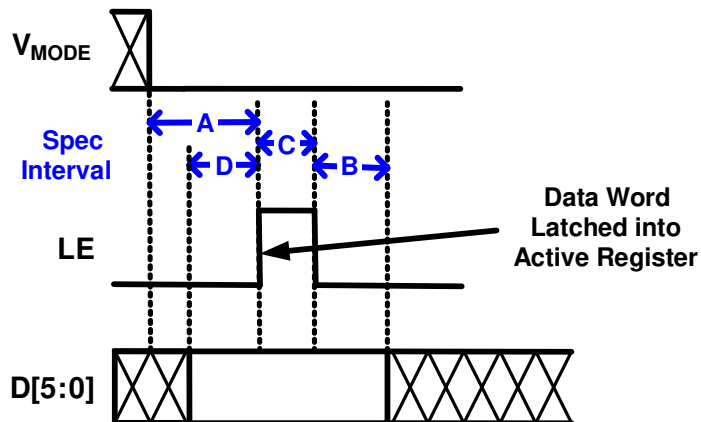 VMODE
A
Spec
Interval
C
D
B
Data Word
Latched into
Active Register
LE
D[5:0]